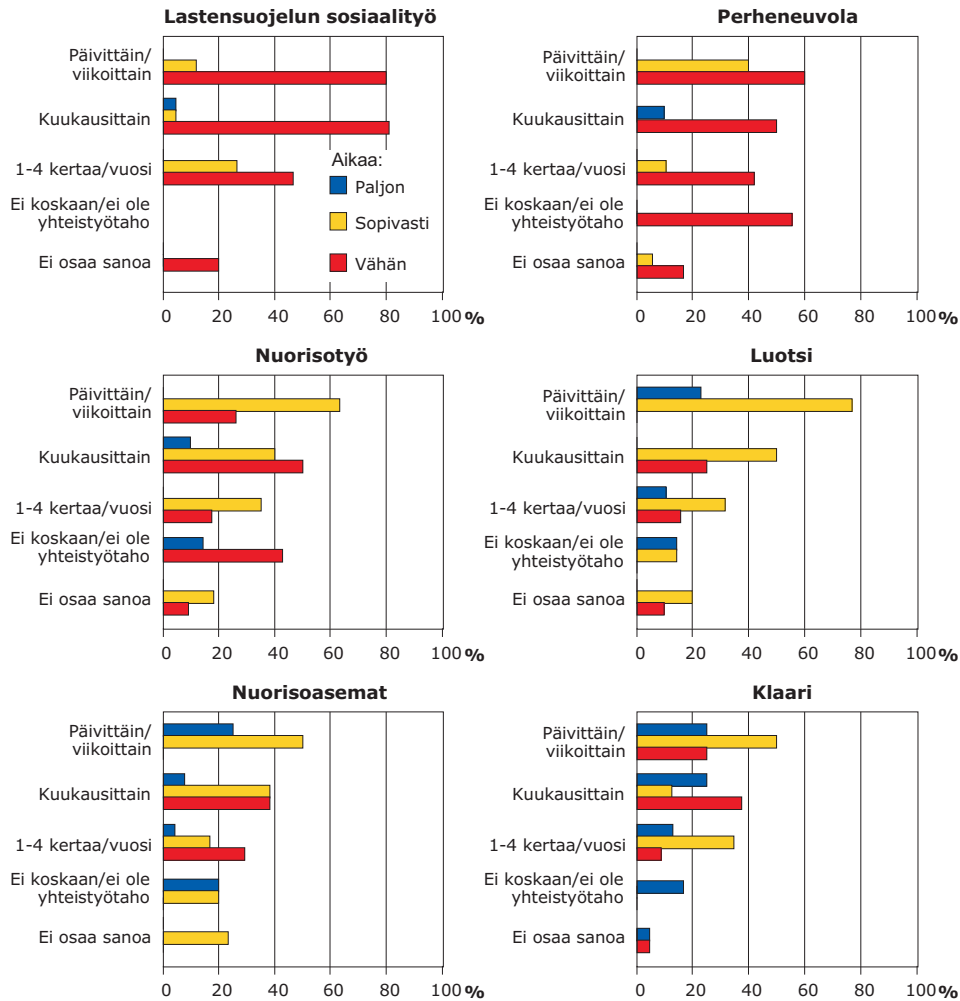 Lastensuojelun sosiaalityö
Päivittäin/
viikoittain
Kuukausittain
1-4 kertaa/vuosi
Ei koskaan/ei ole
yhteistyötaho
Ei osaa sanoa
Aikaa:
Paljon
Sopivasti
Vähän
0 20 40 60 80 100 %
Perheneuvola
Päivittäin/
viikoittain
Kuukausittain
1-4 kertaa/vuosi
Ei koskaan/ei ole
yhteistyötaho
Ei osaa sanoa
0 20 40 60 80 100 %
Nuorisotyö
Päivittäin/
viikoittain
Kuukausittain
1-4 kertaa/vuosi
Ei koskaan/ei ole
yhteistyötaho
Ei osaa sanoa
0 20 40 60 80 100 %
Luotsi
Päivittäin/
viikoittain
Kuukausittain
1-4 kertaa/vuosi
Ei koskaan/ei ole
yhteistyötaho
Ei osaa sanoa
0 20 40 60 80 100 %
Nuorisoasemat
Päivittäin/
viikoittain
Kuukausittain
1-4 kertaa/vuosi
Ei koskaan/ei ole
yhteistyötaho
Ei osaa sanoa
0 20 40 60 80 100 %
Klaari
Päivittäin/
viikoittain
Kuukausittain
1-4 kertaa/vuosi
Ei koskaan/ei ole
yhteistyötaho
Ei osaa sanoa
0 20 40 60 80 100 %